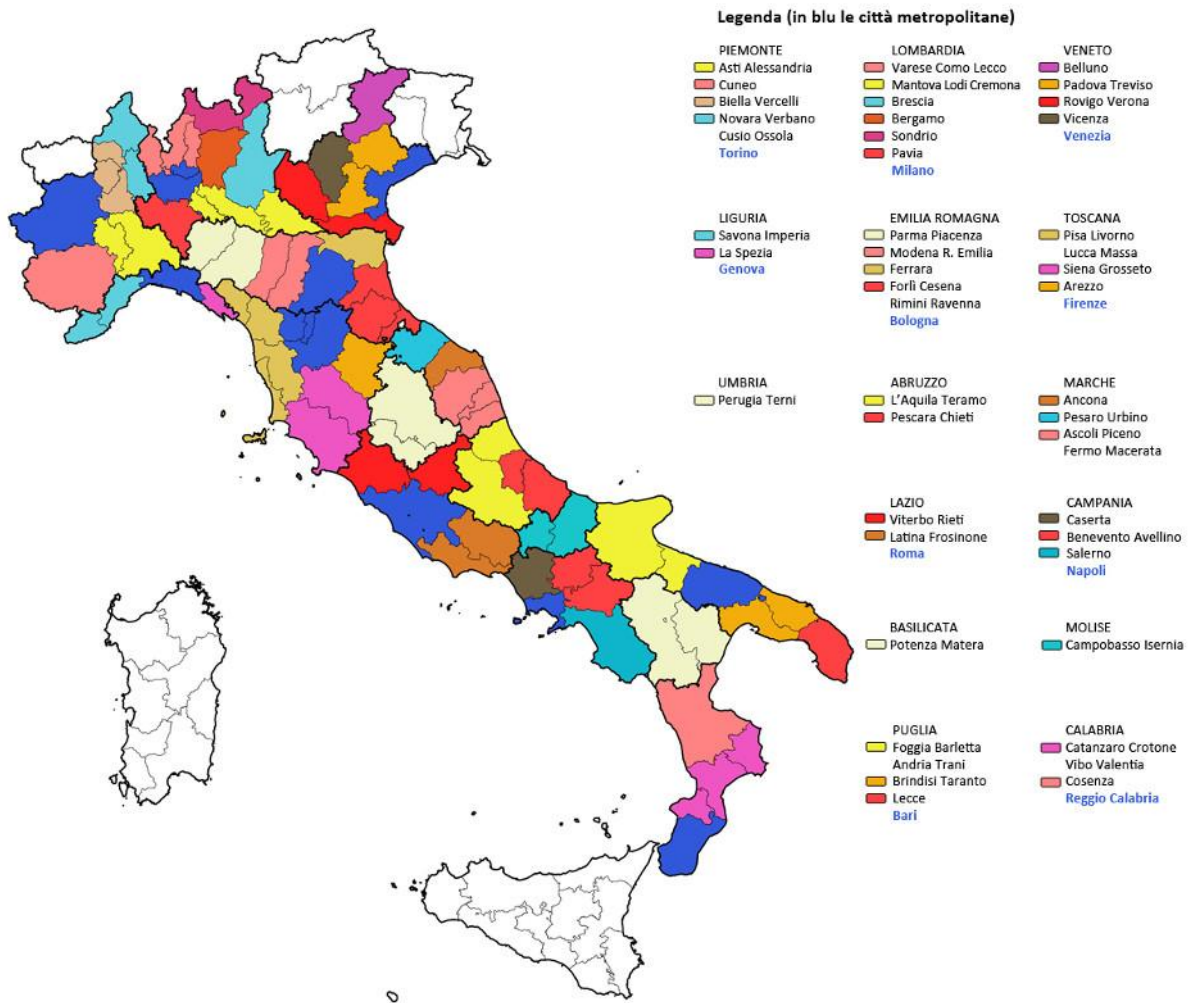 Legenda (in blu le città metropolitane)
PIEMONTE
Asti Alessandria
Cuneo
Biella Vercelli
Novara Verbano
Cusio Ossola
Torino
LOMBARDIA
Varese Como Lecco
Mantova Lodi Cremona
Brescia
Bergamo
Sondrio
Pavia
Milano
VENETO
Belluno
Padova Treviso
Rovigo Verona
Vicenza
Venezia
LIGURIA
Savona Imperia
La Spezia
Genova
EMILIA ROMAGNA
Parma Piacenza
Modena R. Emilia
Ferrara
Forlì Cesena
Rimini Ravenna
Bologna
TOSCANA
Pisa Livorno
Lucca Massa
Siena Grosseto
Arezzo
Firenze
UMBRIA
Perugia Terni
ABRUZZO
L'Aquila Teramo
Pescara Chieti
MARCHE
Ancona
Pesaro Urbino
Ascoli Piceno
Fermo Macerata
LAZIO
Viterbo Rieti
Latina Frosinone
Roma
CAMPANIA
Caserta
Benevento Avellino
Salerno
Napoli
BASILICATA
Potenza Matera
MOLISE
Campobasso Isernia
PUGLIA
Foggia Barletta
Andria Trani
Brindisi Taranto
Lecce
Bari
CALABRIA
Catanzaro Crotone
Vibo Valentia
Cosenza
Reggio Calabria